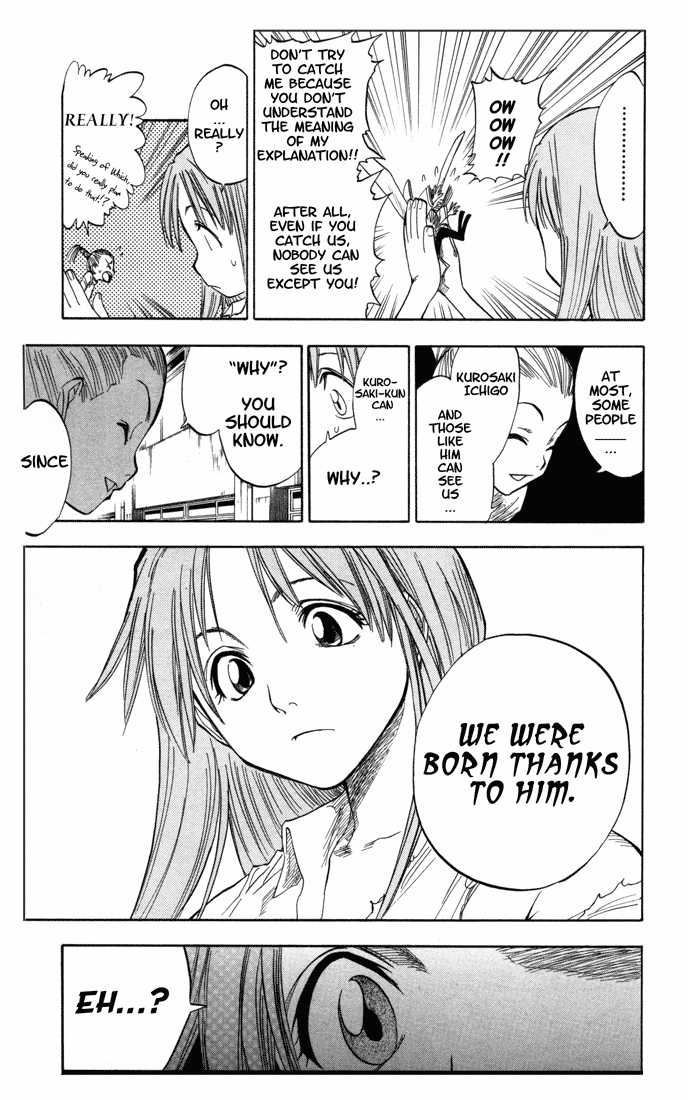 ..........
OW
OW
OW
!!
DON'T TRY
TO CATCH
ME BECAUSE
YOU DON'T
UNDERSTAND
THE MEANING
OF MY
EXPLANATION!!
AFTER ALL,
EVEN IF YOU
CATCH US,
NOBODY CAN
SEE US
EXCEPT YOU!
OH
...
REALLY
?
REALLY!
Speaking of Which
did you really plan
to do that!!?
AT
MOST,
SOME
PEOPLE
——
...
KUROSAKI
ICHIGO
AND
THOSE
LIKE
HIM CAN
SEE US
...
KURO-
SAKI-KUN
CAN
...
WHY..?
"WHY"?
YOU
SHOULD
KNOW.
SINCE
WE WERE
BORN THANKS
TO HIM.
EH...?